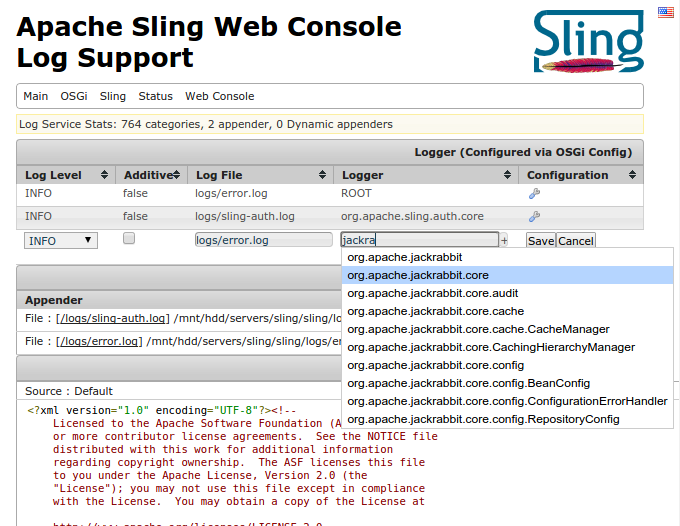 Apache Sling Web Console
Log Support
Sling
Main OSGi Sling Status Web Console
Log Service Stats: 764 categories, 2 appender, 0 Dynamic appenders
Logger (Configured via OSGi Config)
Log Level Additive Log File Logger Configuration
INFO false logs/error.log ROOT
INFO false logs/sling-auth.log org.apache.sling.auth.core
INFO logs/error.log jackra + Save Cancel
org.apache.jackrabbit
org.apache.jackrabbit.core
org.apache.jackrabbit.core.audit
org.apache.jackrabbit.core.cache
org.apache.jackrabbit.core.cache.CacheManager
org.apache.jackrabbit.core.CachingHierarchyManager
org.apache.jackrabbit.core.config
org.apache.jackrabbit.core.config.BeanConfig
org.apache.jackrabbit.core.config.ConfigurationErrorHandler
org.apache.jackrabbit.core.config.RepositoryConfig
Appender
File : [/logs/sling-auth.log] /mnt/hdd/servers/sling/sling/lo
File : [/logs/error.log] /mnt/hdd/servers/sling/sling/logs/er
Source : Default
<?xml version="1.0" encoding="UTF-8"?><!--
Licensed to the Apache Software Foundation (A
or more contributor license agreements. See the NOTICE file
distributed with this work for additional information
regarding copyright ownership. The ASF licenses this file
to you under the Apache License, Version 2.0 (the
"License"); you may not use this file except in compliance
with the License. You may obtain a copy of the License at